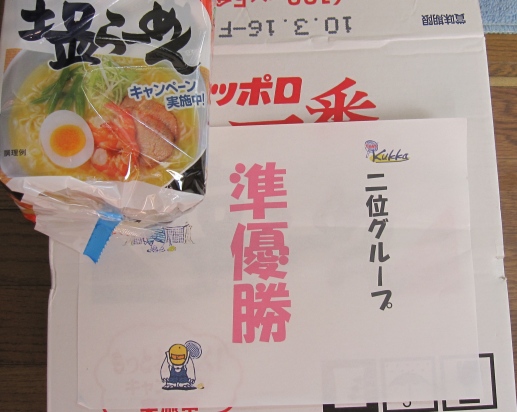 塩らーめん
キャンペーン
実施中!
調理例
10.3.16-F
賞味期限
ッポロ
一番
Kukka
二位グループ
準優勝